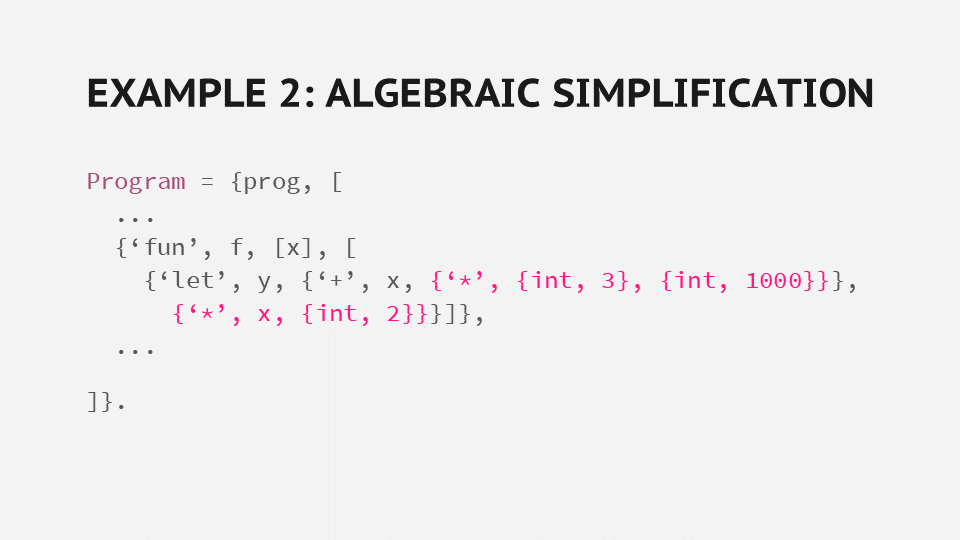 EXAMPLE 2: ALGEBRAIC SIMPLIFICATION
Program = {prog, [
  ...
  {‘fun’, f, [x], [
    {‘let’, y, {‘+’, x, {‘*’, {int, 3}, {int, 1000}}},
      {‘*’, x, {int, 2}}}]},
  ...
]}.